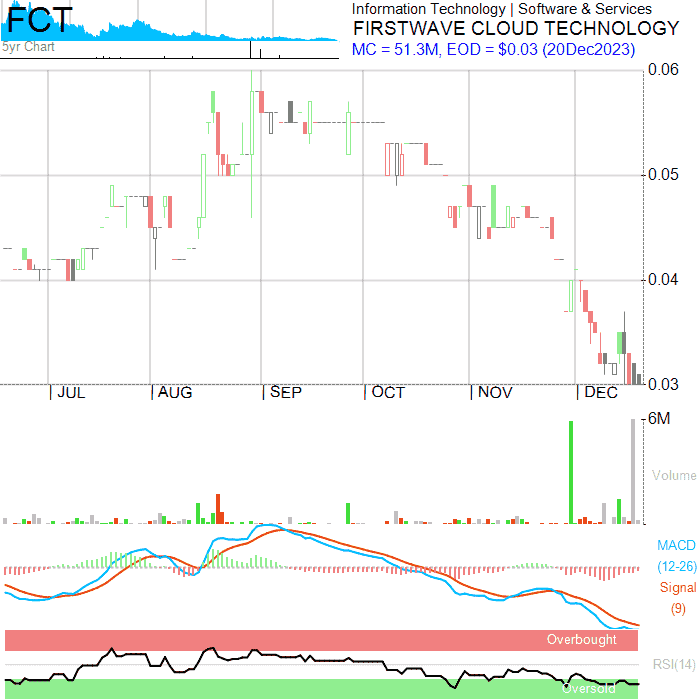 FCT
5yr Chart
Information Technology | Software & Services
FIRSTWAVE CLOUD TECHNOLOGY
MC = 51.3M, EOD = $0.03 (20Dec2023)
0.06
0.05
0.04
0.03
JUL AUG SEP OCT NOV DEC
6M
Volume
MACD
(12-26)
Signal
(9)
Overbought
RSI(14)
Oversold